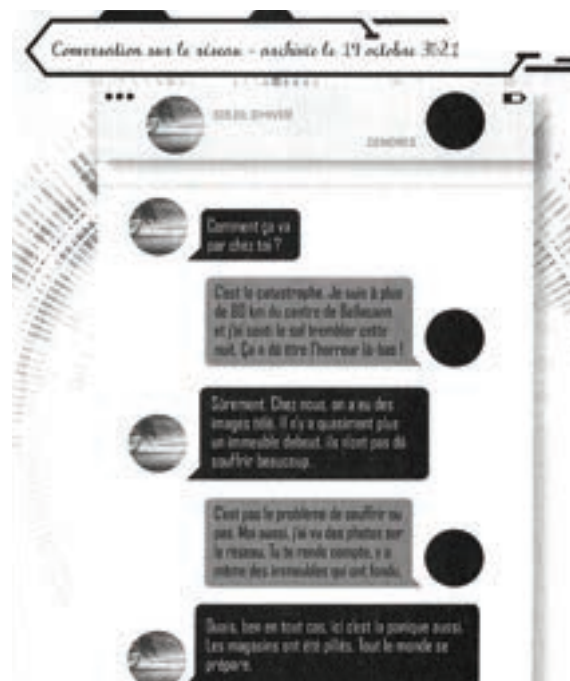 Conversation sur le réseau - archivée le 19 octobre 3021
SOLEIL D'HIVER
CENDRES
Comment ça va
par chez toi ?
C'est la catastrophe. Je suis à plus
de 80 km du centre de
et j'ai senti le sol trembler cette
nuit. Ça a dû être l'horreur là-bas !
Sûrement. Chez nous, on a eu des
images télé. Il n'y a quasiment plus
un immeuble debout. Ils n'ont pas dû
souffrir beaucoup.
C'est pas le problème de souffrir ou
pas. Moi aussi, j'ai vu des photos sur
le réseau. Tu te rends compte, y a
même des immeubles qui ont fondu.
Ouais, ben en tout cas, ici c'est la panique aussi.
Les magasins ont été pillés. Tout le monde se
prépare.